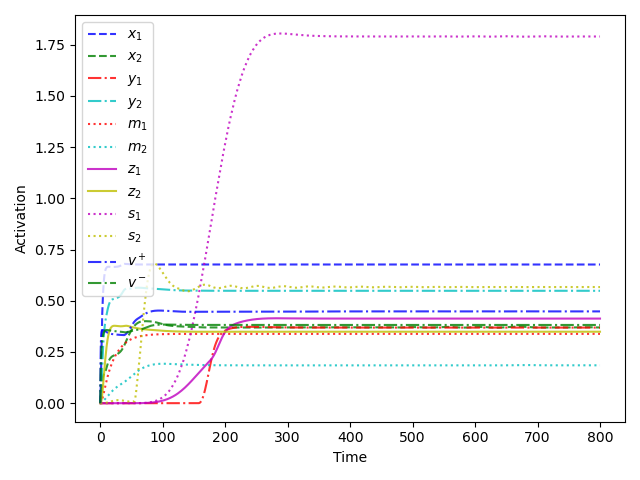 1.75
1.50
1.25
1.00
0.75
0.50
0.25
0.00
Activation
x₁
x₂
y₁
y₂
m₁
m₂
z₁
z₂
s₁
s₂
v⁺
v⁻
0 100 200 300 400 500 600 700 800
Time